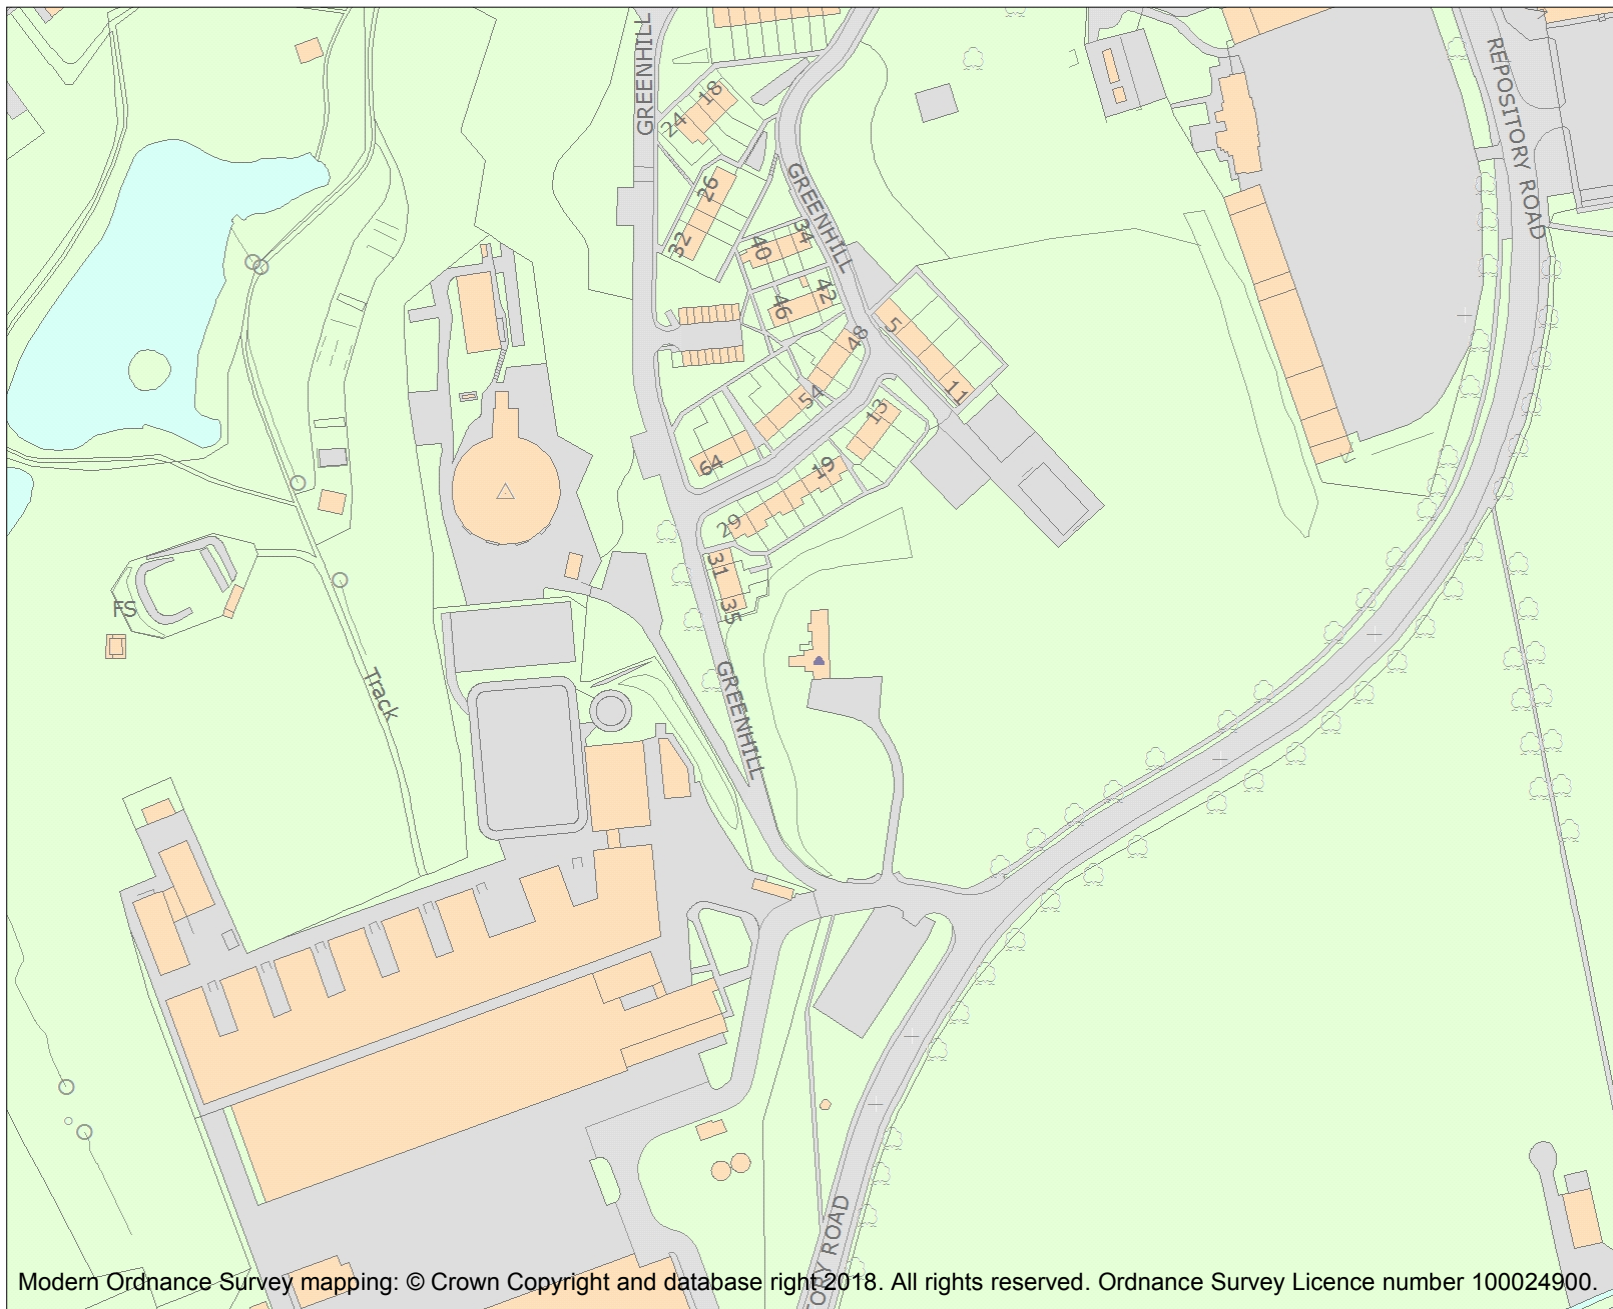 GREENHILL
REPOSITORY ROAD
18
24
GREENHILL
26
32
34
40
42
46
48
5
11
54
13
64
19
29
31
35
FS
Track
GREENHILL
TORY ROAD
Modern Ordnance Survey mapping: © Crown Copyright and database right 2018. All rights reserved. Ordnance Survey Licence number 100024900.